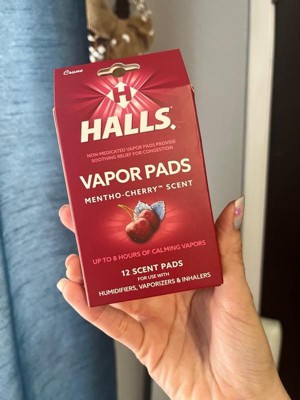 Crane
H
HALLS.
NON-MEDICATED VAPOR PADS PROVIDE
SOOTHING RELIEF FOR CONGESTION
VAPOR PADS
MENTHO-CHERRY™ SCENT
UP TO 8 HOURS OF CALMING VAPORS
12 SCENT PADS
FOR USE WITH
HUMIDIFIERS, VAPORIZERS & INHALERS